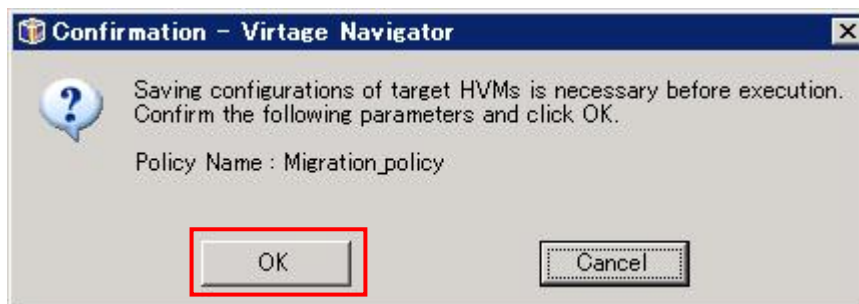 Confirmation - Virtage Navigator
Saving configurations of target HVMs is necessary before execution.
Confirm the following parameters and click OK.
Policy Name : Migration_policy
OK
Cancel